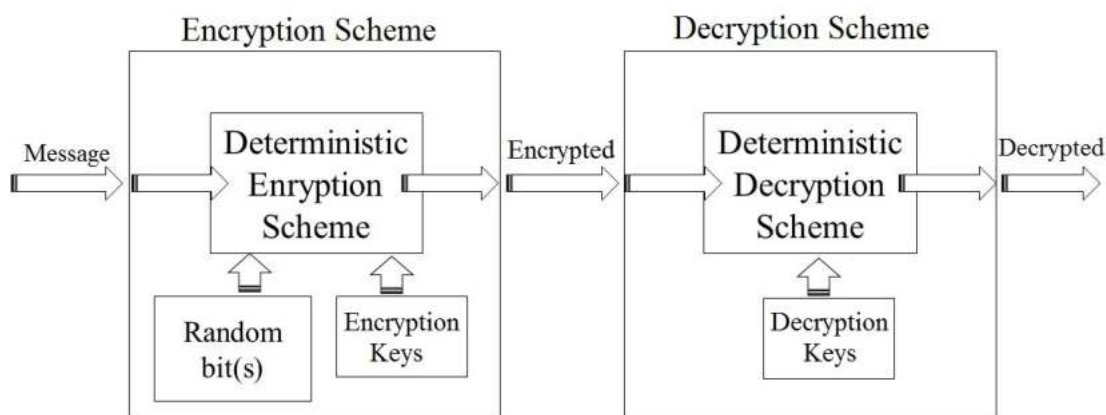 Encryption Scheme
Decryption Scheme
Message
Deterministic
Enryption
Scheme
Encrypted
Deterministic
Decryption
Scheme
Decrypted
Random
bit(s)
Encryption
Keys
Decryption
Keys